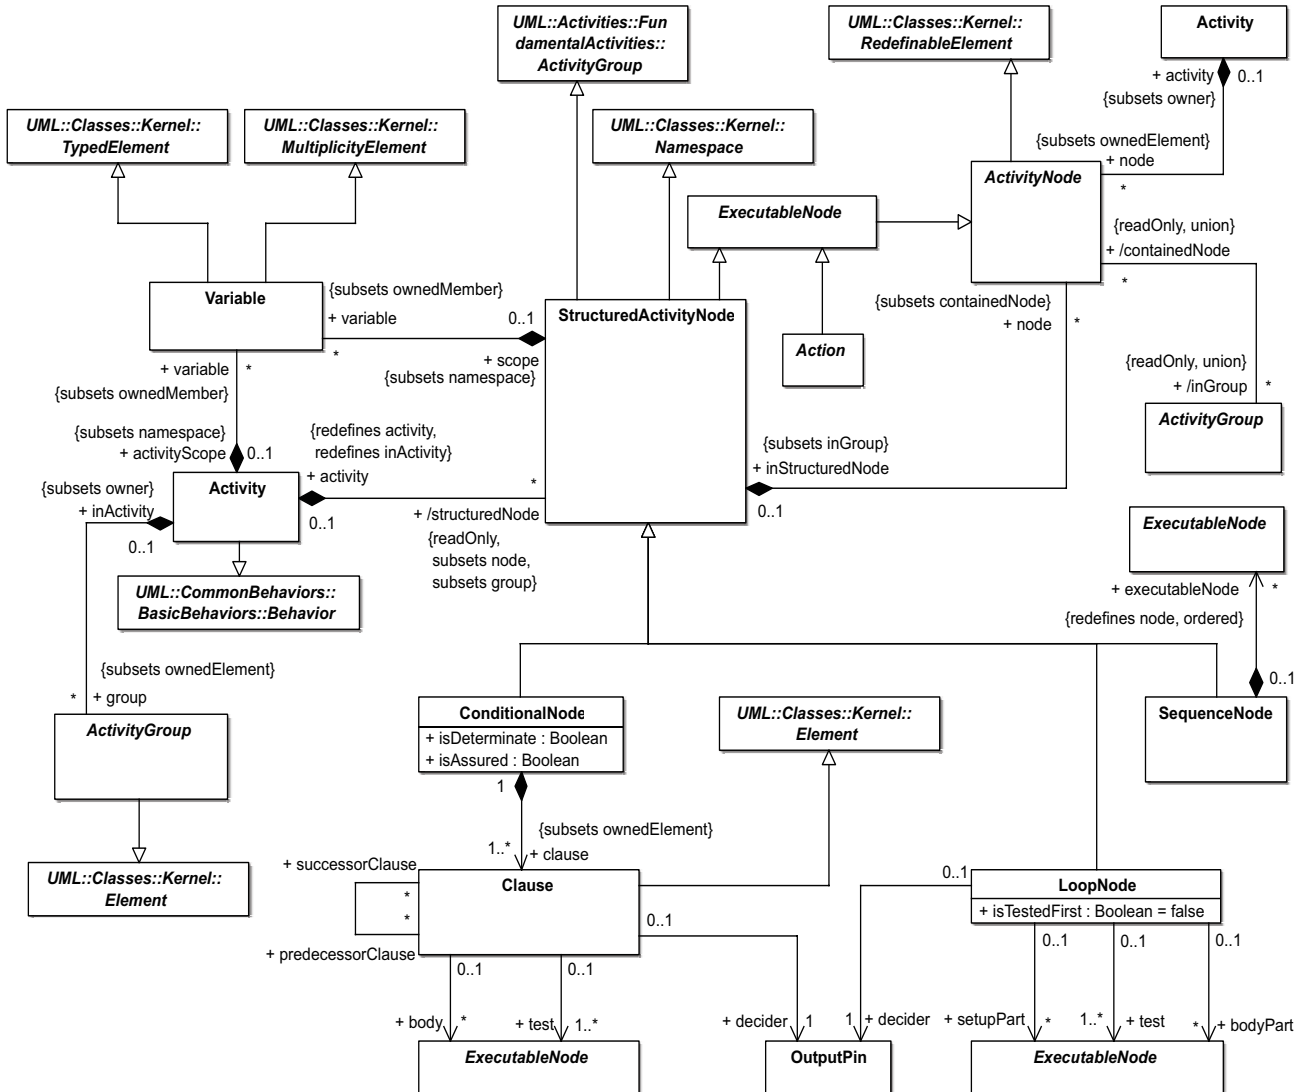 UML::Activities::Fun
damentalActivities::
ActivityGroup
UML::Classes::Kernel::
RedefinableElement
Activity
+ activity
0..1
{subsets owner}
UML::Classes::Kernel::
TypedElement
UML::Classes::Kernel::
MultiplicityElement
UML::Classes::Kernel::
Namespace
{subsets ownedElement}
+ node
*
ActivityNode
ExecutableNode
{readOnly, union}
+ /containedNode
*
Variable
{subsets ownedMember}
+ variable
*
0..1
+ scope
{subsets namespace}
StructuredActivityNode
{subsets containedNode}
+ node
*
Action
{readOnly, union}
+ /inGroup
*
ActivityGroup
+ variable
*
{subsets ownedMember}
{subsets namespace}
+ activityScope
0..1
{redefines activity,
redefines inActivity}
+ activity
*
0..1
{subsets inGroup}
+ inStructuredNode
0..1
{subsets owner}
+ inActivity
0..1
Activity
+ /structuredNode
{readOnly,
subsets node,
subsets group}
ExecutableNode
+ executableNode
*
{redefines node, ordered}
0..1
UML::CommonBehaviors::
BasicBehaviors::Behavior
{subsets ownedElement}
*
+ group
ActivityGroup
ConditionalNode
+ isDeterminate : Boolean
+ isAssured : Boolean
UML::Classes::Kernel::
Element
SequenceNode
1
{subsets ownedElement}
1..*
+ clause
UML::Classes::Kernel::
Element
+ successorClause
*
*
+ predecessorClause
Clause
0..1
0..1
LoopNode
+ isTestedFirst : Boolean = false
0..1
0..1
0..1
0..1
0..1
+ body
*
+ test
1..*
+ decider
1
1
+ decider
+ setupPart
*
1..*
+ test
*
+ bodyPart
ExecutableNode
OutputPin
ExecutableNode